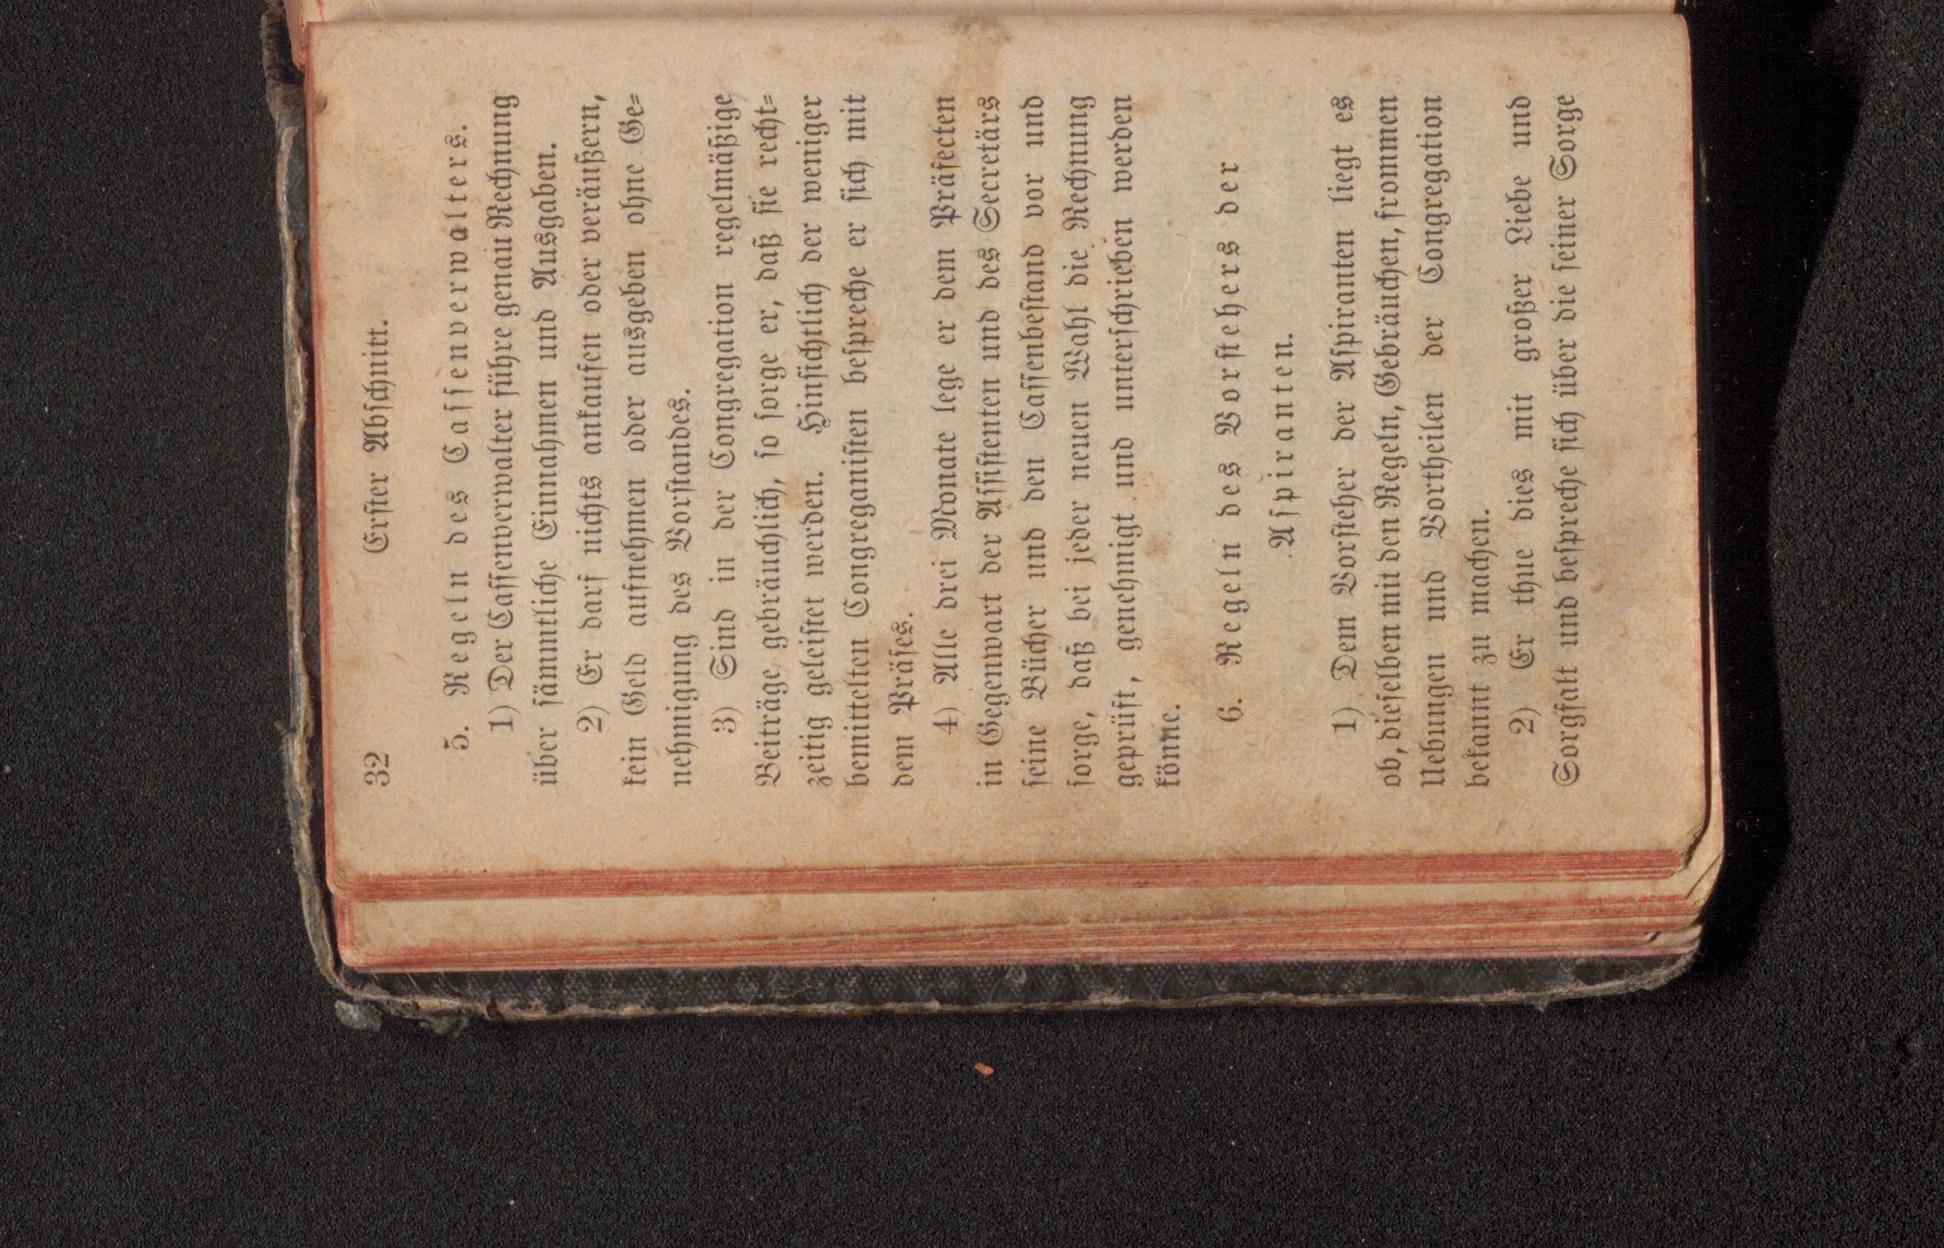 32 Erſter Abſchnitt.
5. Regeln des Caſſenverwalters.
1) Der Caſſenverwalter führe genau Rechnung
über ſämmtliche Einnahmen und Ausgaben.
2) Er darf nichts ankaufen oder veräußern,
kein Geld aufnehmen oder ausgeben ohne Ge⸗
nehmigung des Vorſtandes.
3) Sind in der Congregation regelmäßige
Beiträge gebräuchlich, ſo ſorge er, daß ſie recht⸗
zeitig geleiſtet werden. Hinſichtlich der weniger
bemittelten Congreganiſten beſpreche er ſich mit
dem Präſes.
4) Alle drei Monate lege er dem Präfecten
in Gegenwart der Aſſiſtenten und des Secretärs
ſeine Bücher und den Caſſenbeſtand vor und
ſorge, daß bei jeder neuen Wahl die Rechnung
geprüft, genehmigt und unterſchrieben werden
könne.
6. Regeln des Vorſtehers der
Aſpiranten.
1) Dem Vorſteher der Aſpiranten liegt es
ob, dieſelben mit den Regeln, Gebräuchen, frommen
Uebungen und Vortheilen der Congregation
bekannt zu machen.
2) Er thue dies mit großer Liebe und
Sorgfalt und beſpreche ſich über die ſeiner Sorge